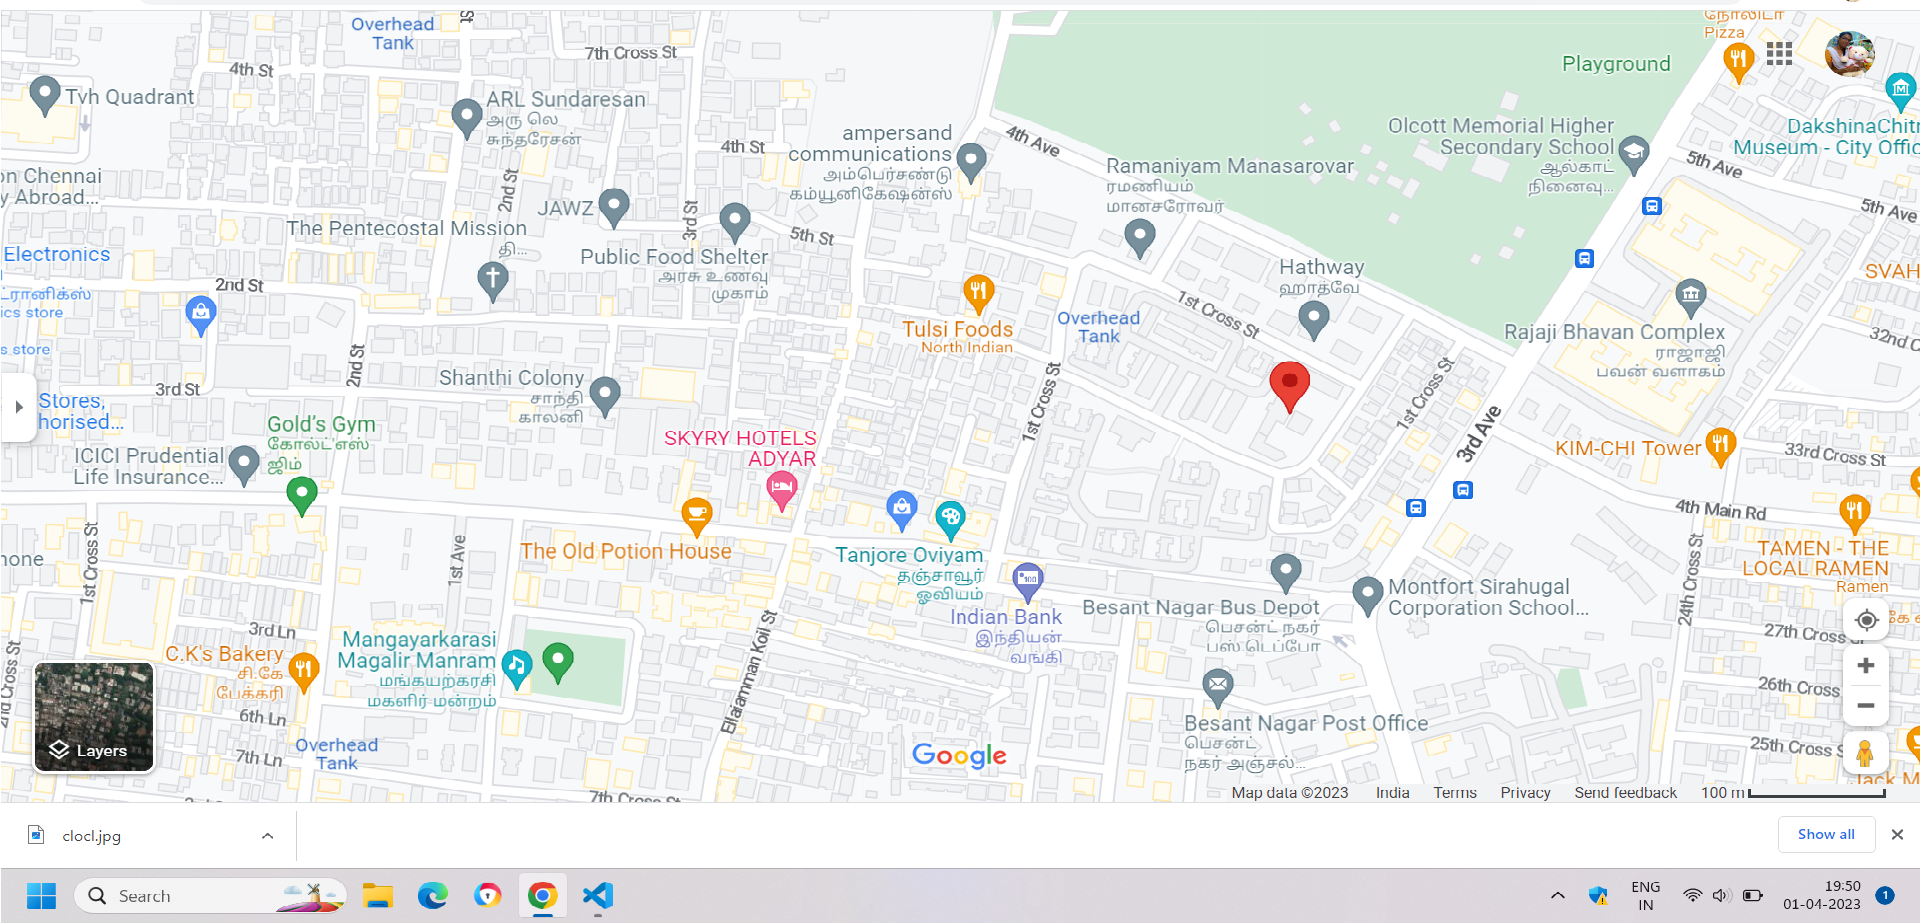 நோலிடா
Pizza
Overhead
Tank
7th Cross St
4th St
Playground
Tvh Quadrant
ARL Sundaresan
அரு லெ
சுந்தரேசன்
ampersand
communications
அம்பெர்சண்டு
கம்யூனிகேஷன்ஸ்
4th St
4th Ave
Olcott Memorial Higher
Secondary School
ஆல்காட்
நினைவு...
DakshinaChitr
Museum - City Offic
5th Ave
5th Ave
on Chennai
y Abroad...
2nd St
JAWZ
3rd St
5th St
Ramaniyam Manasarovar
ரமணியம்
மானசரோவர்
The Pentecostal Mission
தி...
Public Food Shelter
அரசு உணவு
முகாம்
Electronics
ட்ரானிக்ஸ்
ics store
s store
2nd St
Hathway
ஹாத்வே
SVAH
1st Cross St
Tulsi Foods
North Indian
Overhead
Tank
Rajaji Bhavan Complex
ராஜாஜி
பவன் வளாகம்
32nd C
2nd St
3rd St
Shanthi Colony
சாந்தி
காலனி
1st Cross St
1st Cross St
3rd Ave
Stores,
horised...
Gold's Gym
கோல்ட்'எஸ்
ஜிம்
SKYRY HOTELS
ADYAR
ICICI Prudential
Life Insurance...
KIM-CHI Tower
33rd Cross St
4th Main Rd
The Old Potion House
Tanjore Oviyam
தஞ்சாவூர்
ஓவியம்
TAMEN - THE
LOCAL RAMEN
Ramen
none
1st Cross St
1st Ave
24th Cross St
Indian Bank
இந்தியன்
வங்கி
Besant Nagar Bus Depot
பெசன்ட் நகர்
பஸ் டெப்போ
Montfort Sirahugal
Corporation School...
27th Cross
3rd Ln
C.K's Bakery
சி.கே
பேக்கரி
Mangayarkarasi
Magalir Manram
மங்கயற்கரசி
மகளிர் மன்றம்
Elaiamman Koil St
2nd Cross St
26th Cross
6th Ln
Besant Nagar Post Office
பெசன்ட்
நகர் அஞ்சல்...
7th Ln
Overhead
Tank
25th Cross S
Jack M
Layers
Google
7th Cross St
Map data ©2023
India
Terms
Privacy
Send feedback
100 m
clocl.jpg
Show all
Search
ENG
IN
19:50
01-04-2023
1